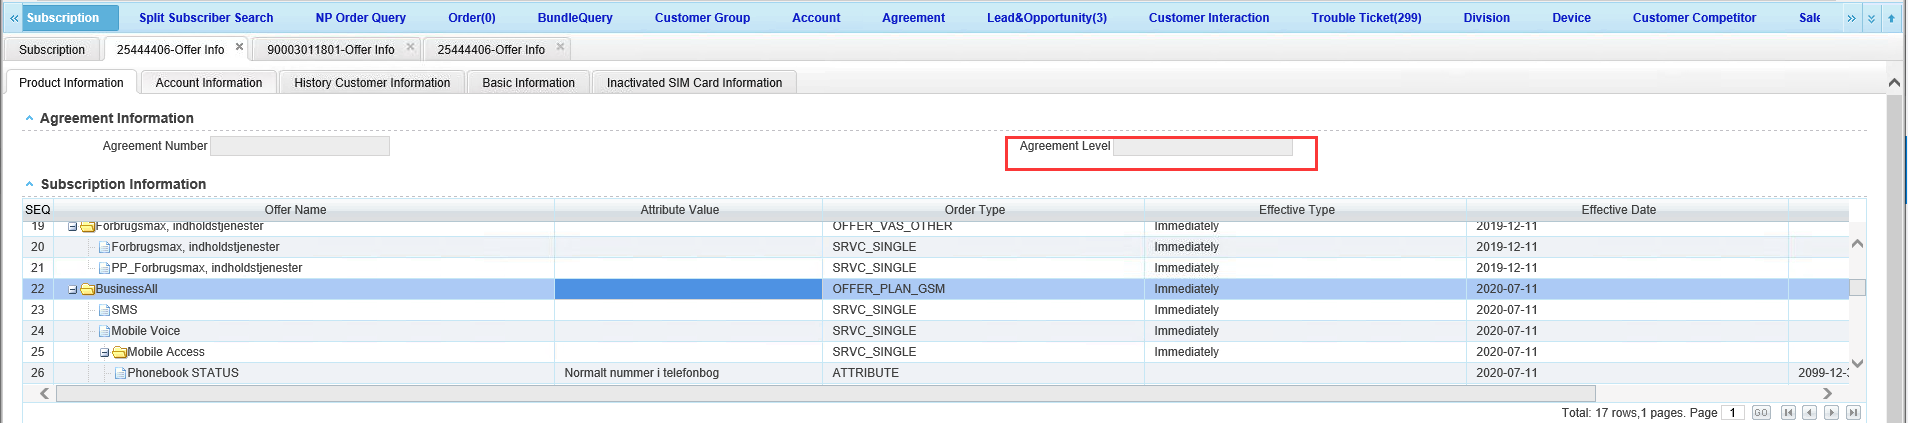 Subscription Split Subscriber Search NP Order Query Order(0) BundleQuery Customer Group Account Agreement Lead&Opportunity(3) Customer Interaction Trouble Ticket(299) Division Device Customer Competitor Sale
Subscription 25444406-Offer Info 90003011801-Offer Info 25444406-Offer Info
Product Information Account Information History Customer Information Basic Information Inactivated SIM Card Information
Agreement Information
Agreement Number Agreement Level
Subscription Information
SEQ Offer Name Attribute Value Order Type Effective Type Effective Date
19 Forbrugsmax, indholdstjenester OFFER_VAS_OTHER Immediately 2019-12-11
20 Forbrugsmax, indholdstjenester SRVC_SINGLE Immediately 2019-12-11
21 PP_Forbrugsmax, indholdstjenester SRVC_SINGLE Immediately 2019-12-11
22 BusinessAll OFFER_PLAN_GSM Immediately 2020-07-11
23 SMS SRVC_SINGLE Immediately 2020-07-11
24 Mobile Voice SRVC_SINGLE Immediately 2020-07-11
25 Mobile Access SRVC_SINGLE Immediately 2020-07-11
26 Phonebook STATUS Normalt nummer i telefonbog ATTRIBUTE 2020-07-11 2099-12-3
Total: 17 rows,1 pages. Page 1 GO